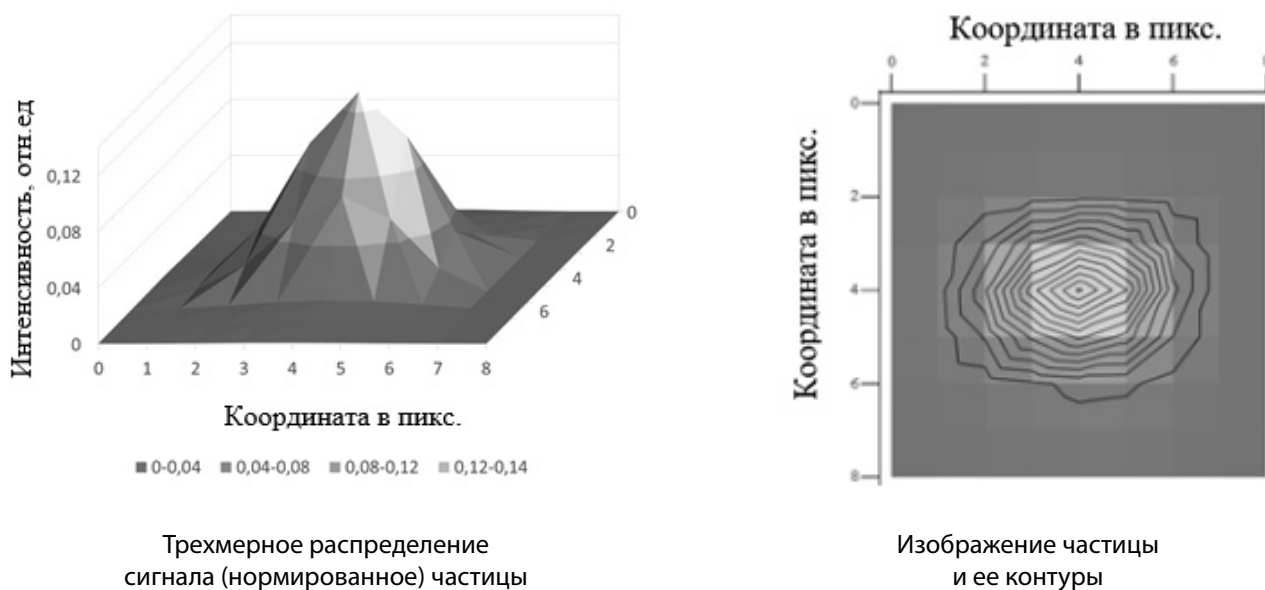 Интенсивность, отн.ед
0,12
0,08
0,04
0
0 1 2 3 4 5 6 7 8
0
2
4
6
Координата в пикс.
0-0,04 0,04-0,08 0,08-0,12 0,12-0,14
Трехмерное распределение
сигнала (нормированное) частицы
Координата в пикс.
0 2 4 6
Координата в пикс.
0
2
4
6
8
Изображение частицы
и ее контуры